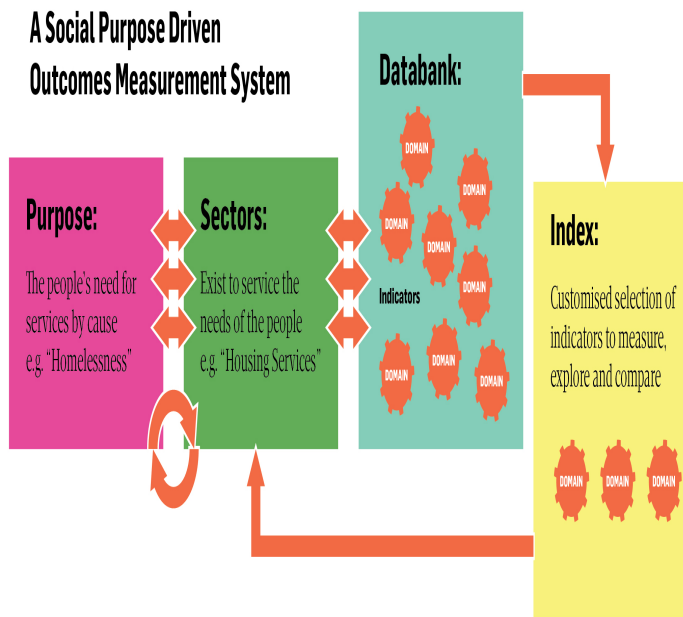 A Social Purpose Driven
Outcomes Measurement System
Purpose:
The people's need for
services by cause
e.g. "Homelessness"
Sectors:
Exist to service the
needs of the people
e.g. "Housing Services"
Databank:
DOMAIN
DOMAIN
DOMAIN
DOMAIN
DOMAIN
Indicators
DOMAIN
DOMAIN
DOMAIN
Index:
Customised selection of
indicators to measure,
explore and compare
DOMAIN DOMAIN DOMAIN